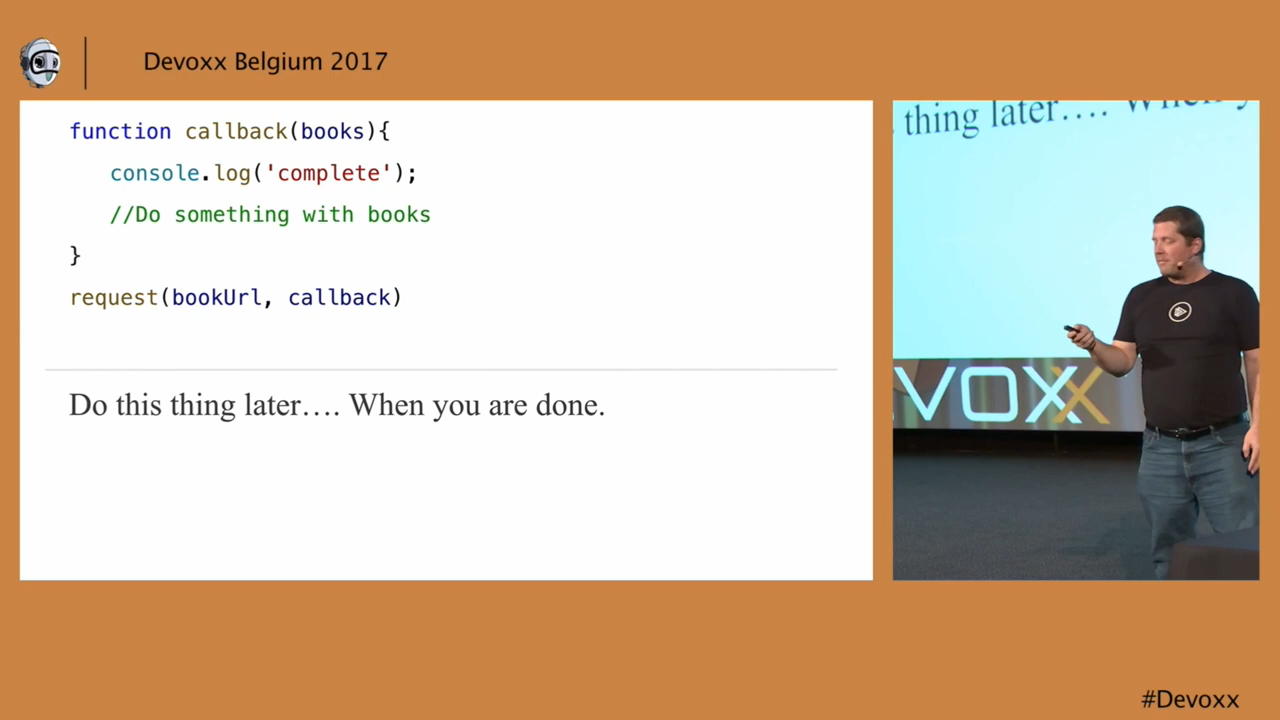 Devoxx Belgium 2017
function callback(books){
console.log('complete');
//Do something with books
}
request(bookUrl, callback)
Do this thing later…. When you are done.
thing later…. When y
VOXX
#Devoxx